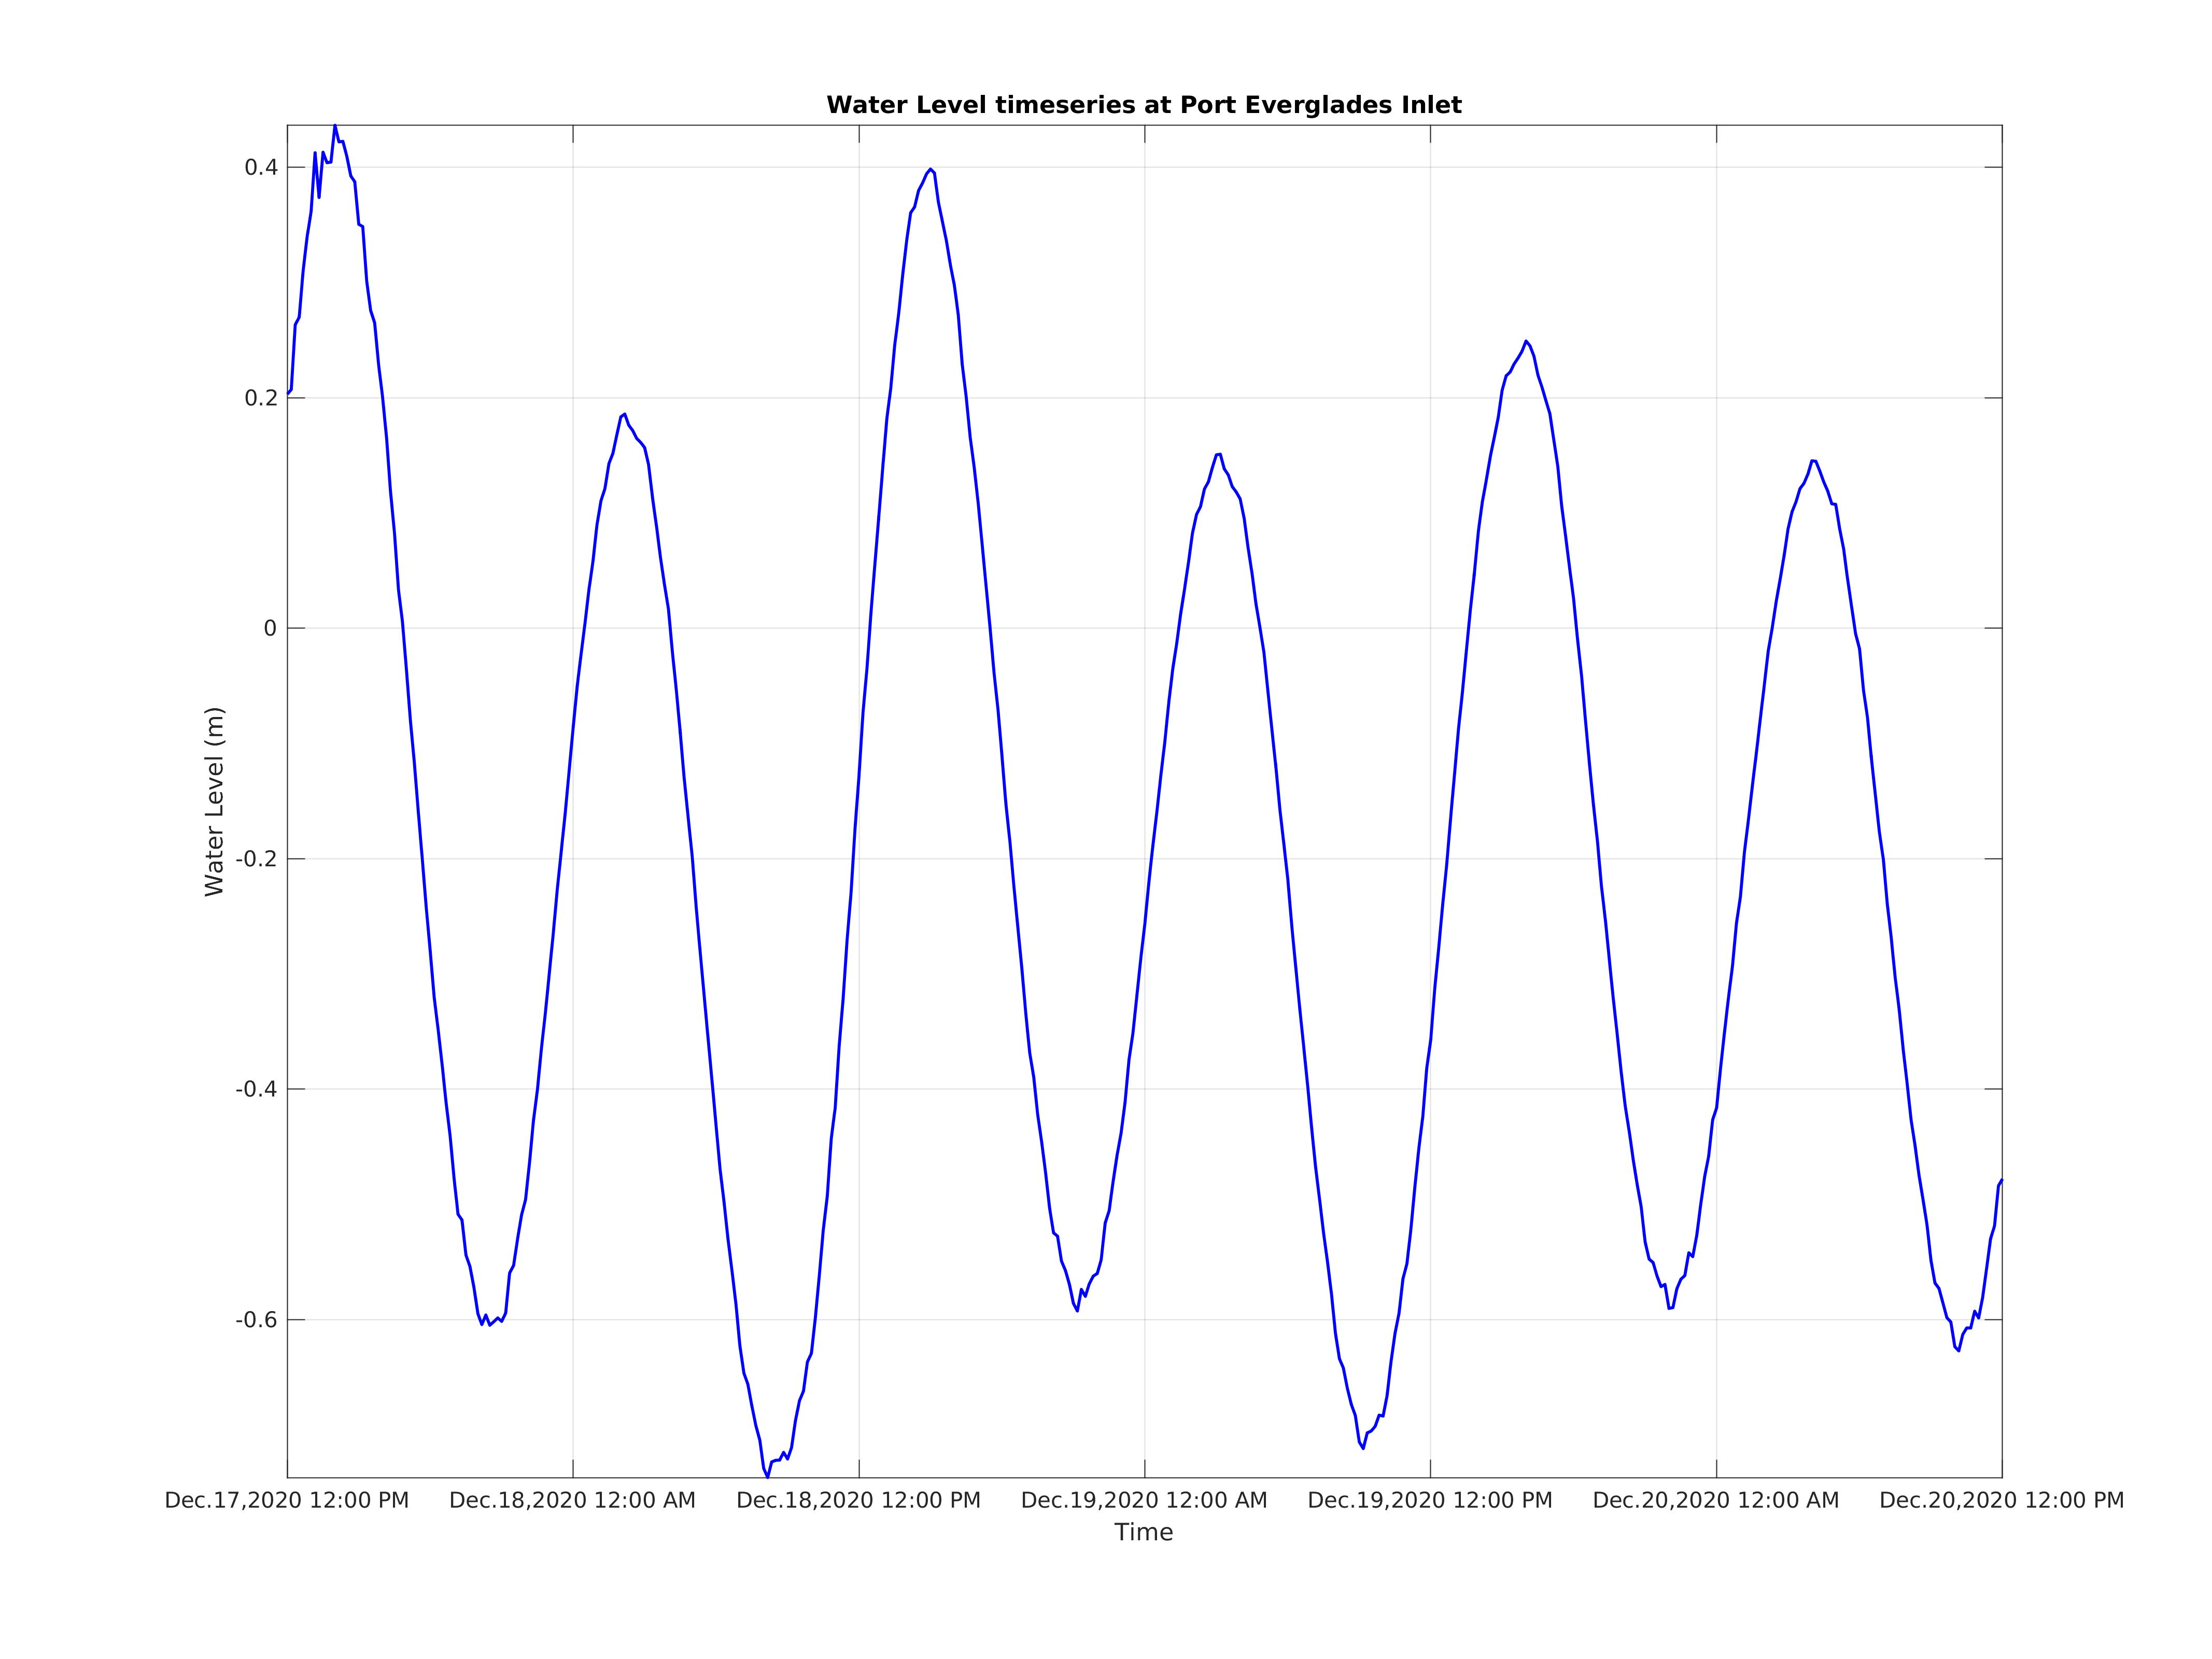 Water Level timeseries at Port Everglades Inlet
0.4
0.2
0
-0.2
-0.4
-0.6
Water Level (m)
Dec.17,2020 12:00 PM
Dec.18,2020 12:00 AM
Dec.18,2020 12:00 PM
Dec.19,2020 12:00 AM
Dec.19,2020 12:00 PM
Dec.20,2020 12:00 AM
Dec.20,2020 12:00 PM
Time